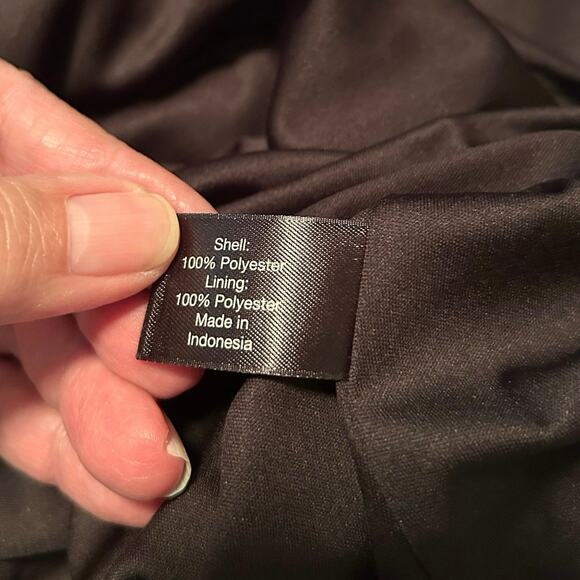 Shell:
100% Polyester
Lining:
100% Polyester
Made in
Indonesia